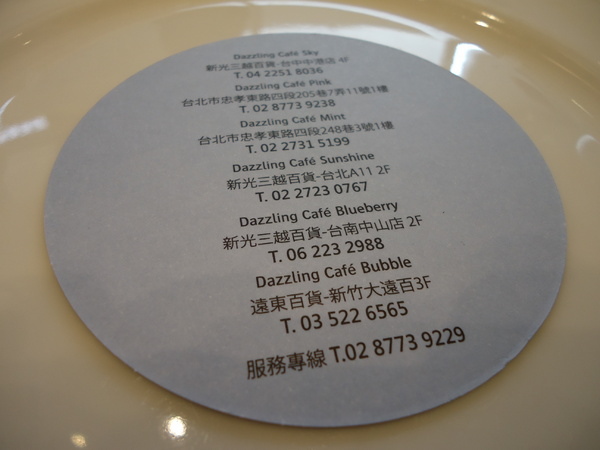 Dazzling Café Sky
新光三越百貨-台中中港店 4F
T. 04 2251 8036
Dazzling Café Pink
台北市忠孝東路四段205巷7弄11號1樓
T. 02 8773 9238
Dazzling Café Mint
台北市忠孝東路四段248巷3號1樓
T. 02 2731 5199
Dazzling Café Sunshine
新光三越百貨-台北A11 2F
T. 02 2723 0767
Dazzling Café Blueberry
新光三越百貨-台南中山店 2F
T. 06 223 2988
Dazzling Café Bubble
遠東百貨-新竹大遠百3F
T. 03 522 6565
服務專線 T.02 8773 9229